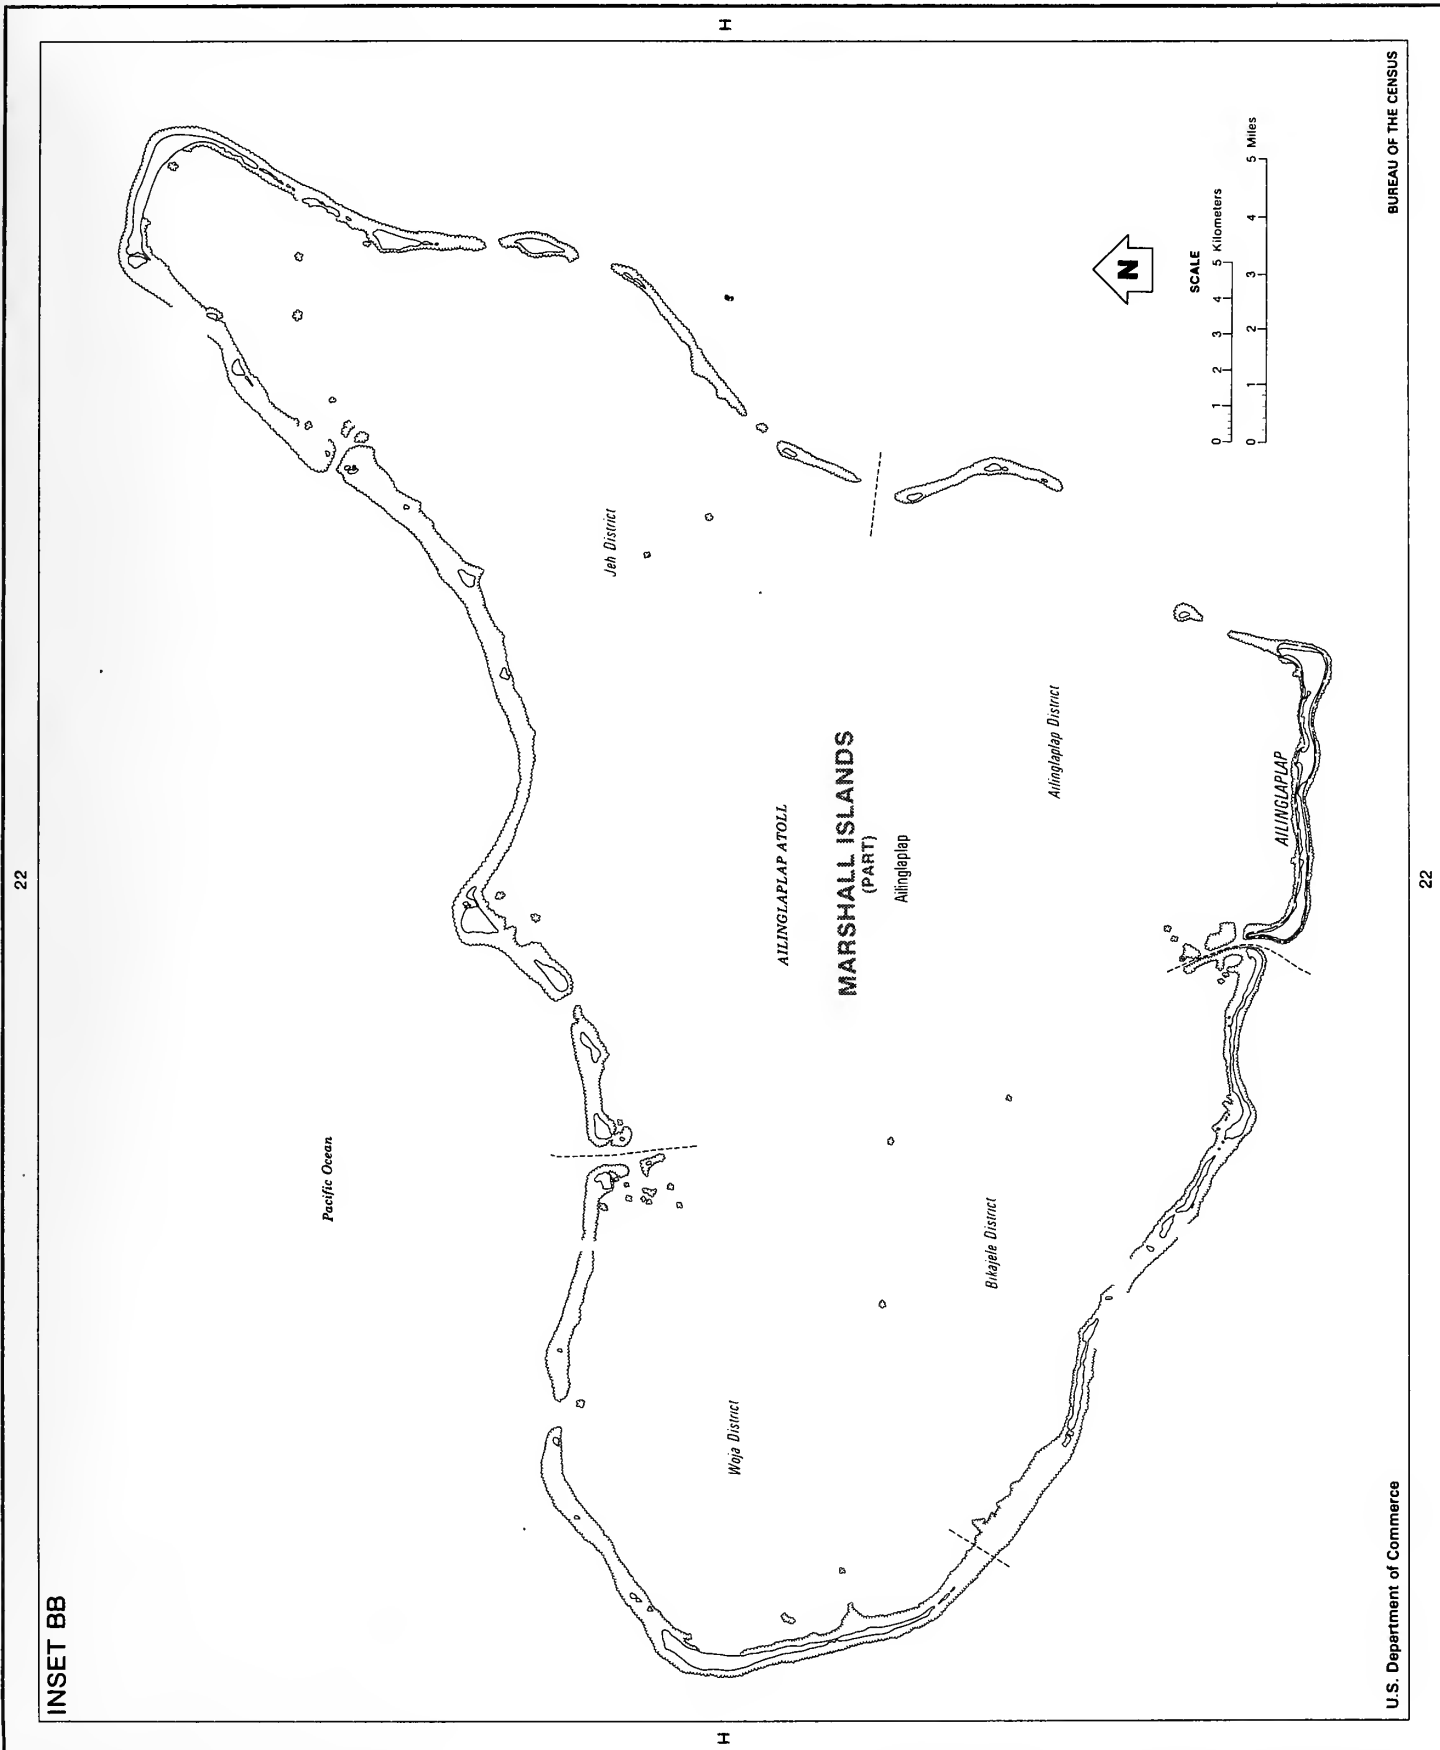 INSET BB
22
H
H
22
Pacific Ocean
Jeh District
AILINGLAPLAP ATOLL
MARSHALL ISLANDS
(PART)
Ailinglaplap
Woja District
Bikajele District
Ailinglaplap District
AILINGLAPLAP
N
SCALE
0 1 2 3 4 5 Kilometers
0 1 2 3 4 5 Miles
U.S. Department of Commerce
BUREAU OF THE CENSUS